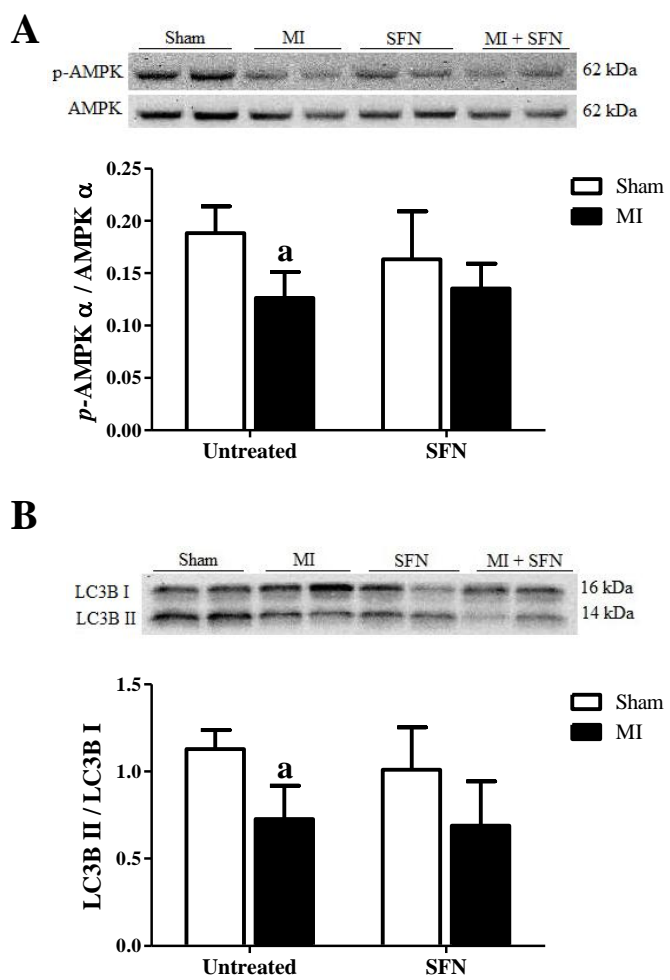 A
Sham MI SFN MI + SFN
p-AMPK 62 kDa
AMPK 62 kDa
0.25
0.20
0.15
0.10
0.05
0.00
p-AMPK α / AMPK α
a
Sham
MI
Untreated SFN
B
Sham MI SFN MI + SFN
LC3B I 16 kDa
LC3B II 14 kDa
1.5
1.0
0.5
0.0
LC3B II / LC3B I
a
Sham
MI
Untreated SFN